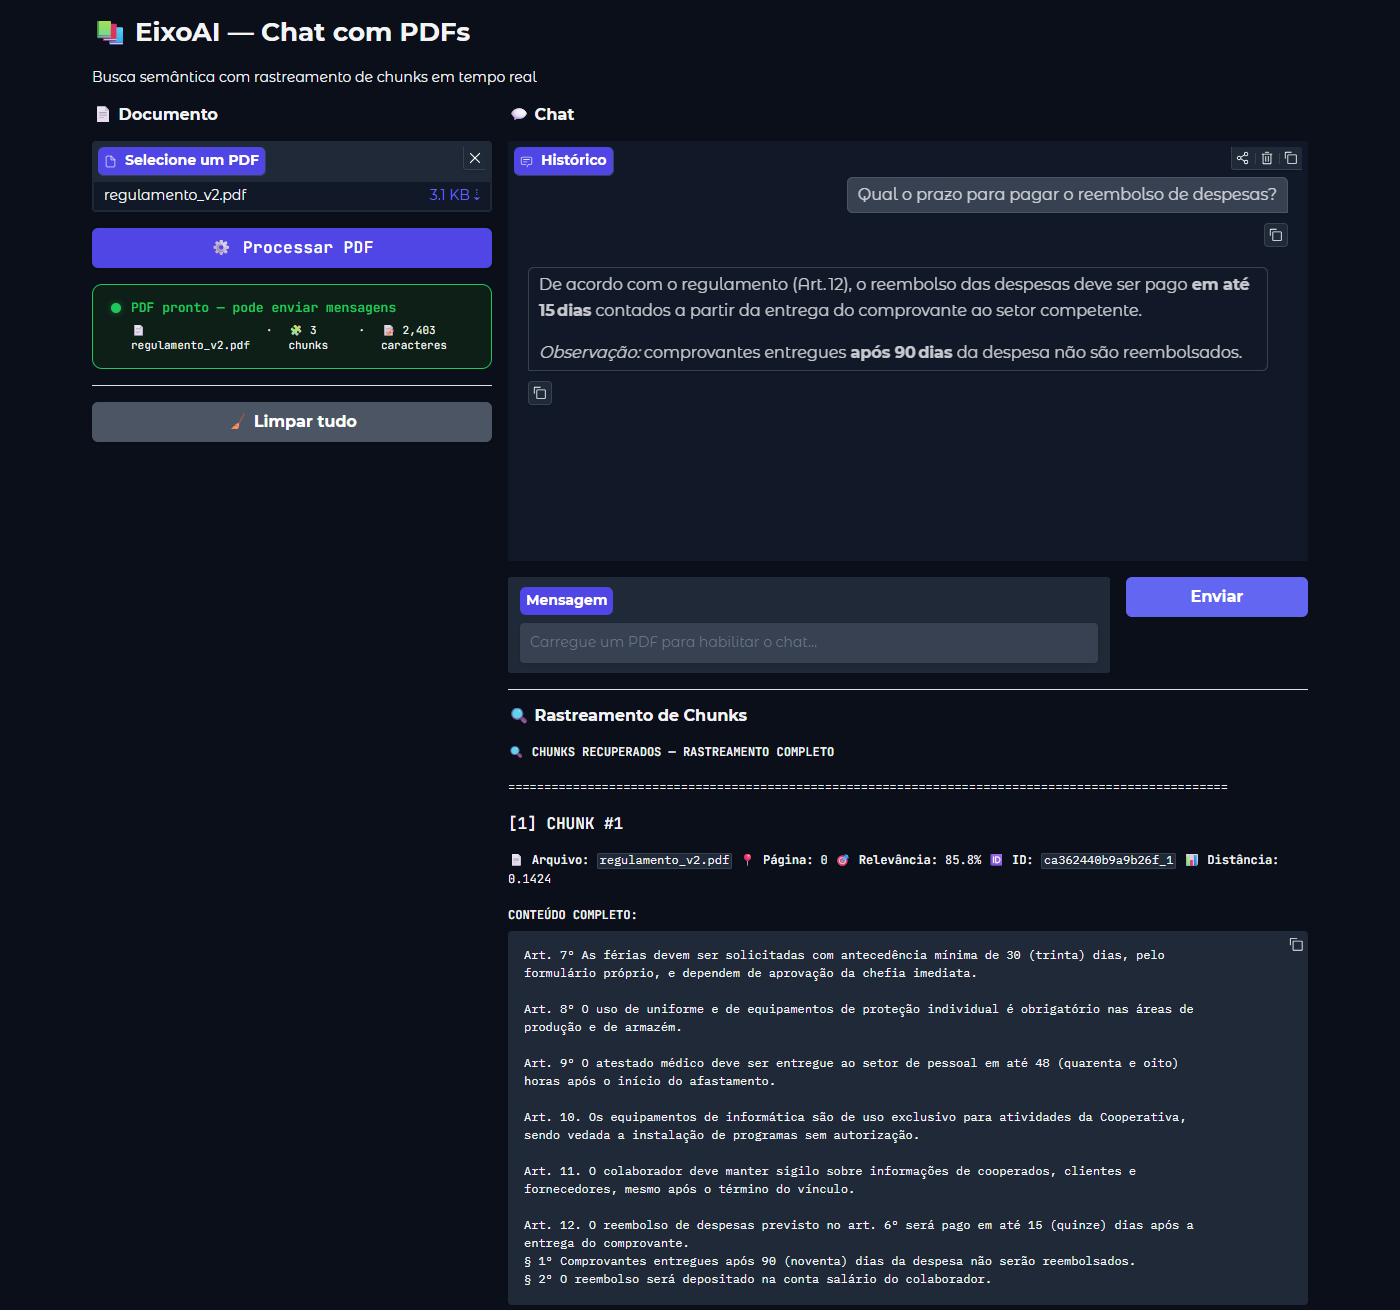 EixoAI — Chat com PDFs
Busca semântica com rastreamento de chunks em tempo real
Documento
Selecione um PDF
regulamento_v2.pdf 3.1 KB ⇣
Processar PDF
PDF pronto — pode enviar mensagens
regulamento_v2.pdf · 3 chunks · 2,403 caracteres
Limpar tudo
Chat
Histórico
Qual o prazo para pagar o reembolso de despesas?
De acordo com o regulamento (Art. 12), o reembolso das despesas deve ser pago em até
15 dias contados a partir da entrega do comprovante ao setor competente.
Observação: comprovantes entregues após 90 dias da despesa não são reembolsados.
Mensagem
Carregue um PDF para habilitar o chat...
Enviar
Rastreamento de Chunks
CHUNKS RECUPERADOS — RASTREAMENTO COMPLETO
====================================================================================================
[1] CHUNK #1
Arquivo: regulamento_v2.pdf Página: 0 Relevância: 85.8% ID: ca362440b9a9b26f_1 Distância:
0.1424
CONTEÚDO COMPLETO:
Art. 7º As férias devem ser solicitadas com antecedência mínima de 30 (trinta) dias, pelo
formulário próprio, e dependem de aprovação da chefia imediata.
Art. 8º O uso de uniforme e de equipamentos de proteção individual é obrigatório nas áreas de
produção e de armazém.
Art. 9º O atestado médico deve ser entregue ao setor de pessoal em até 48 (quarenta e oito)
horas após o início do afastamento.
Art. 10. Os equipamentos de informática são de uso exclusivo para atividades da Cooperativa,
sendo vedada a instalação de programas sem autorização.
Art. 11. O colaborador deve manter sigilo sobre informações de cooperados, clientes e
fornecedores, mesmo após o término do vínculo.
Art. 12. O reembolso de despesas previsto no art. 6º será pago em até 15 (quinze) dias após a
entrega do comprovante.
§ 1º Comprovantes entregues após 90 (noventa) dias da despesa não serão reembolsados.
§ 2º O reembolso será depositado na conta salário do colaborador.